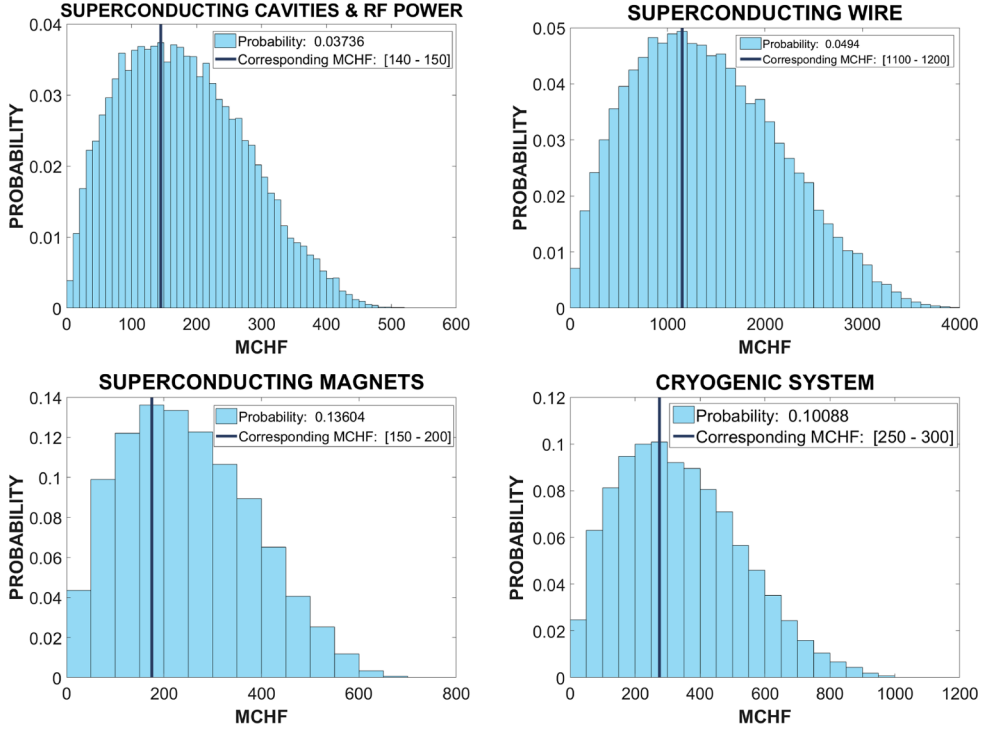 SUPERCONDUCTING CAVITIES & RF POWER
Probability: 0.03736
Corresponding MCHF: [140 - 150]
PROBABILITY
0.04
0.03
0.02
0.01
0
0 100 200 300 400 500 600
MCHF
SUPERCONDUCTING WIRE
Probability: 0.0494
Corresponding MCHF: [1100 - 1200]
PROBABILITY
0.05
0.04
0.03
0.02
0.01
0
0 1000 2000 3000 4000
MCHF
SUPERCONDUCTING MAGNETS
Probability: 0.13604
Corresponding MCHF: [150 - 200]
PROBABILITY
0.14
0.12
0.1
0.08
0.06
0.04
0.02
0
0 200 400 600 800
MCHF
CRYOGENIC SYSTEM
Probability: 0.10088
Corresponding MCHF: [250 - 300]
PROBABILITY
0.12
0.1
0.08
0.06
0.04
0.02
0
0 200 400 600 800 1000 1200
MCHF